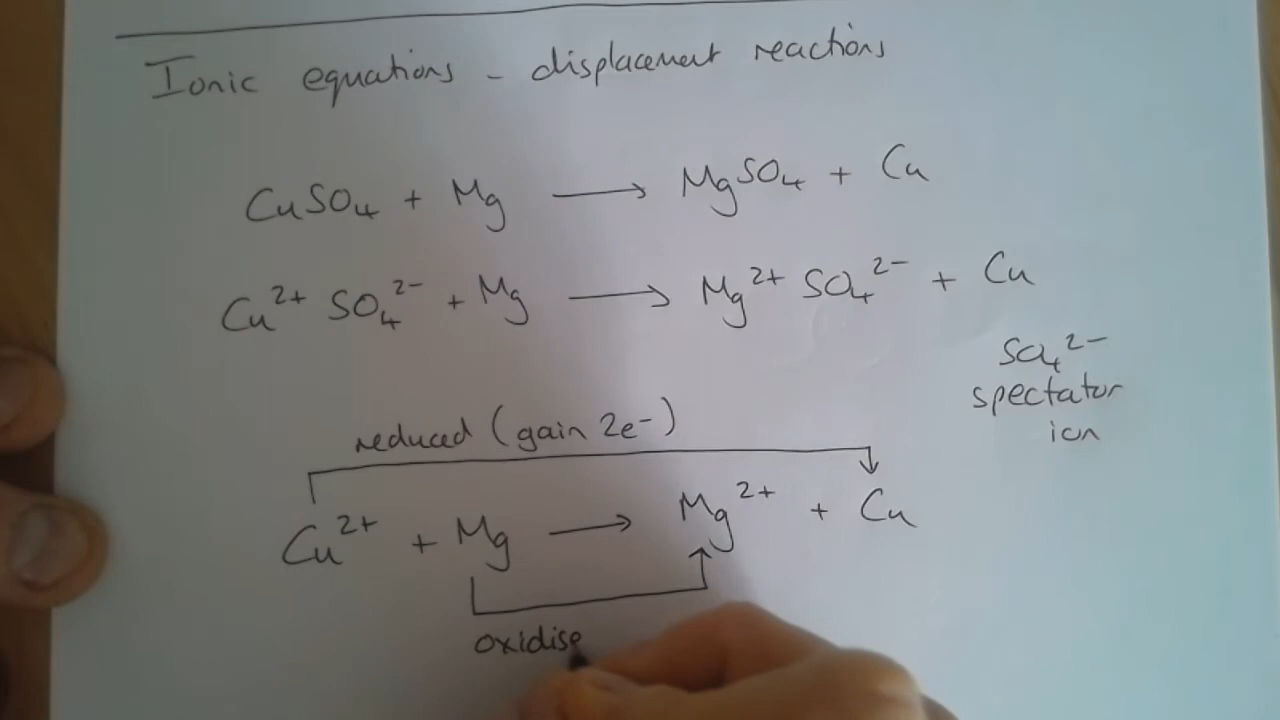 Ionic equations - displacement reactions
CuSO₄ + Mg ⟶ MgSO₄ + Cu
Cu²⁺ SO₄²⁻ + Mg ⟶ Mg²⁺ SO₄²⁻ + Cu
SO₄²⁻
spectator
ion
reduced (gain 2e⁻)
Cu²⁺ + Mg ⟶ Mg²⁺ + Cu
oxidise